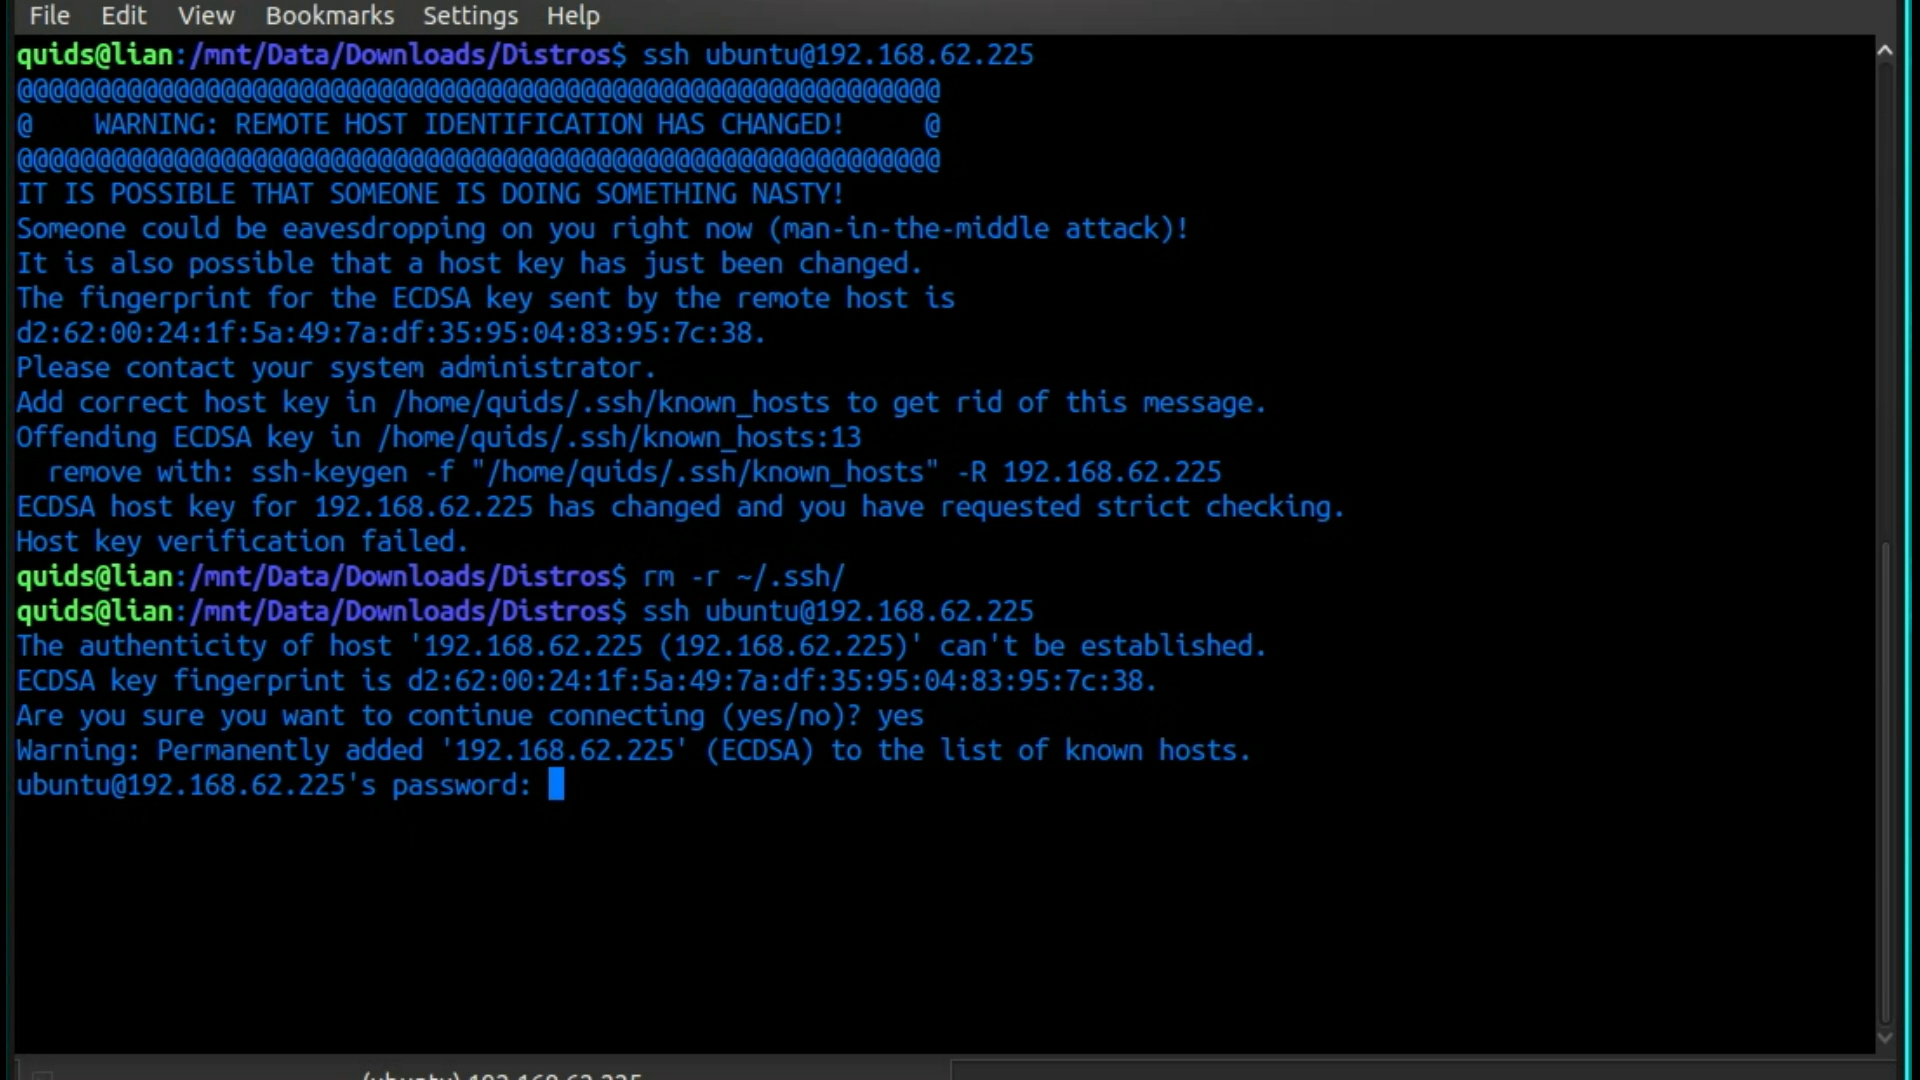 File Edit View Bookmarks Settings Help
quids@lian:/mnt/Data/Downloads/Distros$ ssh ubuntu@192.168.62.225
@@@@@@@@@@@@@@@@@@@@@@@@@@@@@@@@@@@@@@@@@@@@@@@@@@@@@@@@@@@
@    WARNING: REMOTE HOST IDENTIFICATION HAS CHANGED!     @
@@@@@@@@@@@@@@@@@@@@@@@@@@@@@@@@@@@@@@@@@@@@@@@@@@@@@@@@@@@
IT IS POSSIBLE THAT SOMEONE IS DOING SOMETHING NASTY!
Someone could be eavesdropping on you right now (man-in-the-middle attack)!
It is also possible that a host key has just been changed.
The fingerprint for the ECDSA key sent by the remote host is
d2:62:00:24:1f:5a:49:7a:df:35:95:04:83:95:7c:38.
Please contact your system administrator.
Add correct host key in /home/quids/.ssh/known_hosts to get rid of this message.
Offending ECDSA key in /home/quids/.ssh/known_hosts:13
  remove with: ssh-keygen -f "/home/quids/.ssh/known_hosts" -R 192.168.62.225
ECDSA host key for 192.168.62.225 has changed and you have requested strict checking.
Host key verification failed.
quids@lian:/mnt/Data/Downloads/Distros$ rm -r ~/.ssh/
quids@lian:/mnt/Data/Downloads/Distros$ ssh ubuntu@192.168.62.225
The authenticity of host '192.168.62.225 (192.168.62.225)' can't be established.
ECDSA key fingerprint is d2:62:00:24:1f:5a:49:7a:df:35:95:04:83:95:7c:38.
Are you sure you want to continue connecting (yes/no)? yes
Warning: Permanently added '192.168.62.225' (ECDSA) to the list of known hosts.
ubuntu@192.168.62.225's password:
(ubuntu) 192.168.62.225